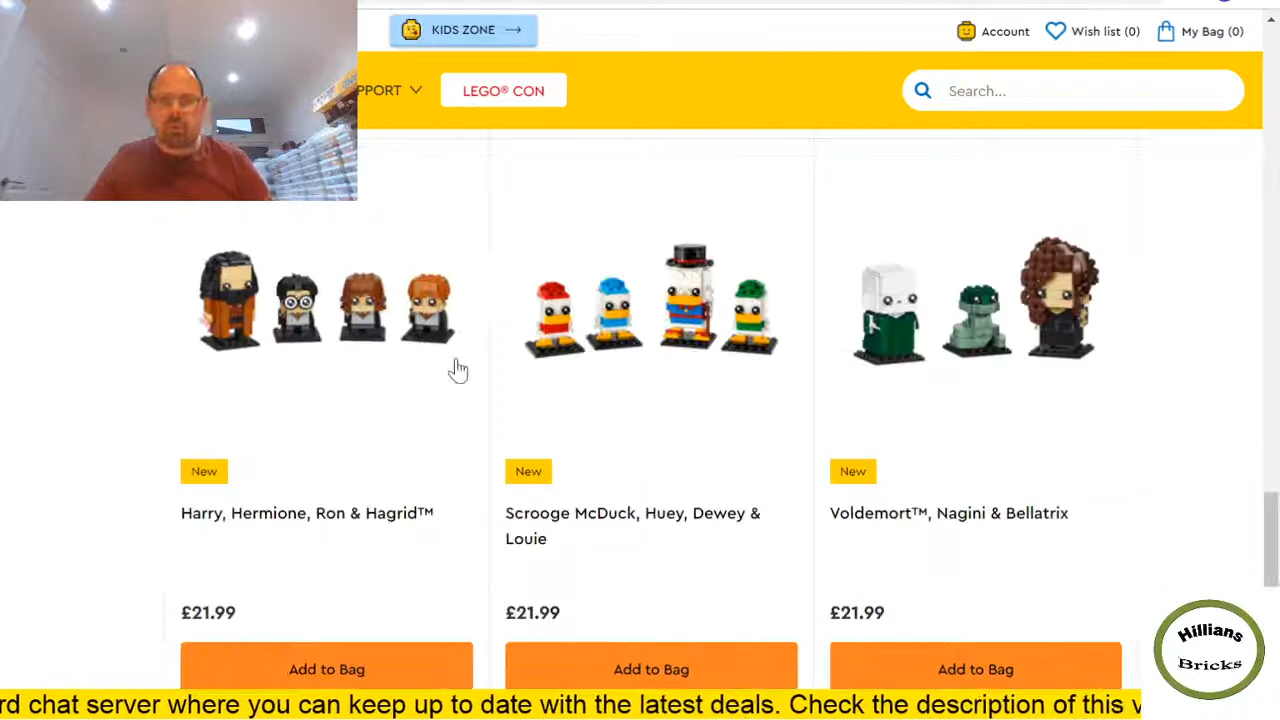 KIDS ZONE →
Account
Wish list (0)
My Bag (0)
PPORT
LEGO® CON
Search...
New
New
New
Harry, Hermione, Ron & Hagrid™
Scrooge McDuck, Huey, Dewey & Louie
Voldemort™, Nagini & Bellatrix
£21.99
£21.99
£21.99
Add to Bag
Add to Bag
Add to Bag
Hillians
Bricks
rd chat server where you can keep up to date with the latest deals. Check the description of this v